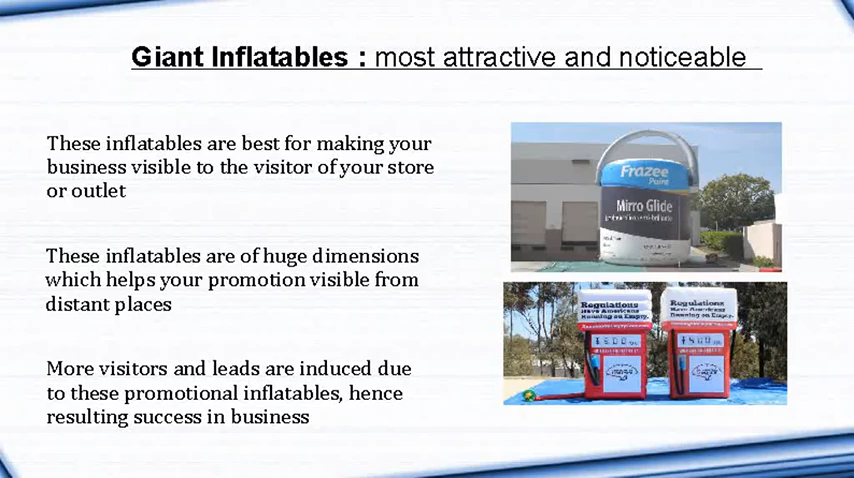 Giant Inflatables : most attractive and noticeable
These inflatables are best for making your
business visible to the visitor of your store
or outlet
These inflatables are of huge dimensions
which helps your promotion visible from
distant places
More visitors and leads are induced due
to these promotional inflatables, hence
resulting success in business
Frazee
Paint
Mirro Glide
Regulations
Have Americans
Running on Empty.
Regulations
Have Americans
Running on Empty.